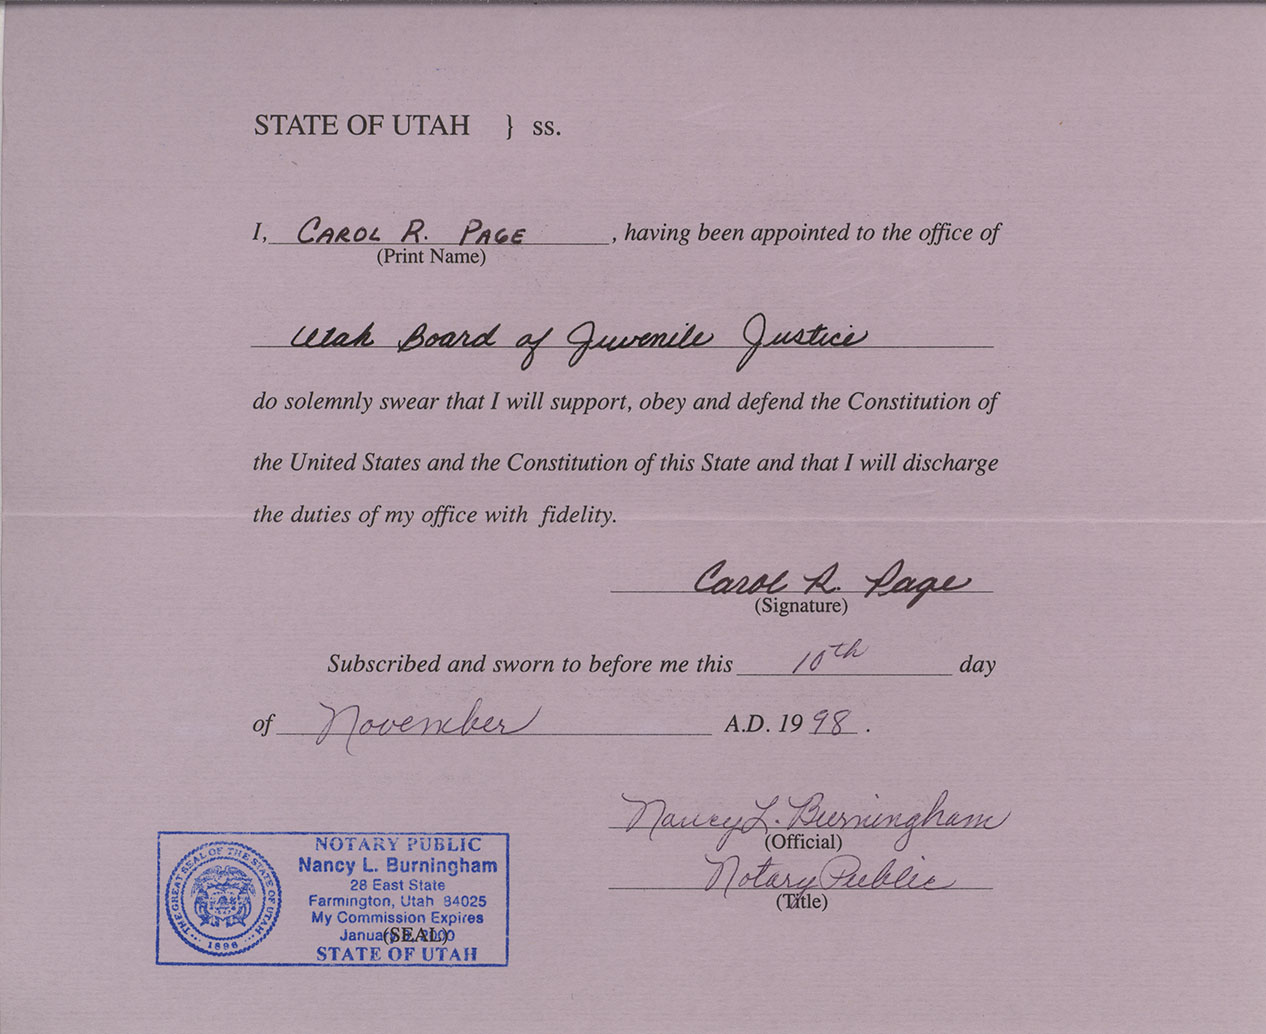 STATE OF UTAH } ss.
I, CAROL R. PAGE , having been appointed to the office of
(Print Name)
Utah Board of Juvenile Justice
do solemnly swear that I will support, obey and defend the Constitution of
the United States and the Constitution of this State and that I will discharge
the duties of my office with fidelity.
Carol R. Page
(Signature)
Subscribed and sworn to before me this 10th day
of November A.D. 1998.
Nancy L. Burningham
(Official)
Notary Public
(Title)
THE GREAT SEAL OF THE STATE OF UTAH
1896
NOTARY PUBLIC
Nancy L. Burningham
28 East State
Farmington, Utah 84025
My Commission Expires
January 2000
(SEAL)
STATE OF UTAH